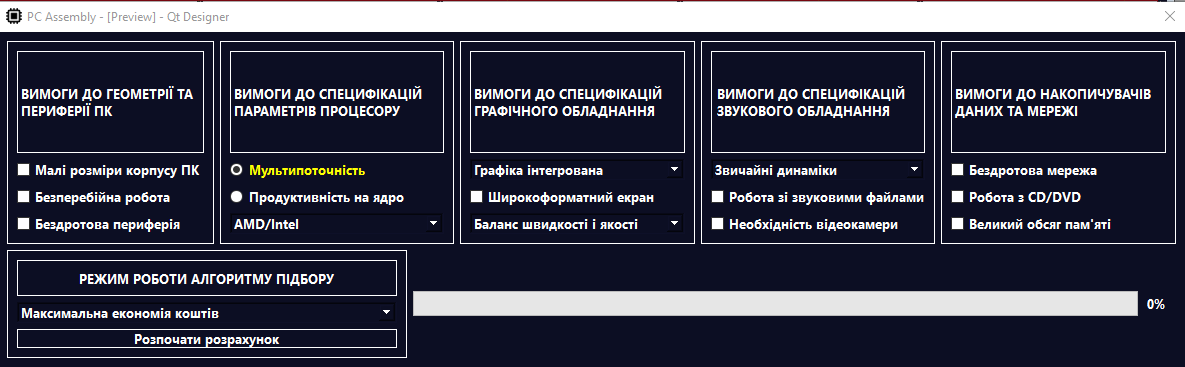 PC Assembly - [Preview] - Qt Designer
ВИМОГИ ДО ГЕОМЕТРІЇ ТА
ПЕРИФЕРІЇ ПК
Малі розміри корпусу ПК
Безперебійна робота
Бездротова периферія
ВИМОГИ ДО СПЕЦИФІКАЦІЙ
ПАРАМЕТРІВ ПРОЦЕСОРУ
Мультипоточність
Продуктивність на ядро
AMD/Intel
ВИМОГИ ДО СПЕЦИФІКАЦІЙ
ГРАФІЧНОГО ОБЛАДНАННЯ
Графіка інтегрована
Широкоформатний екран
Баланс швидкості і якості
ВИМОГИ ДО СПЕЦИФІКАЦІЙ
ЗВУКОВОГО ОБЛАДНАННЯ
Звичайні динаміки
Робота зі звуковими файлами
Необхідність відеокамери
ВИМОГИ ДО НАКОПИЧУВАЧІВ
ДАНИХ ТА МЕРЕЖІ
Бездротова мережа
Робота з CD/DVD
Великий обсяг пам'яті
РЕЖИМ РОБОТИ АЛГОРИТМУ ПІДБОРУ
Максимальна економія коштів
Розпочати розрахунок
0%